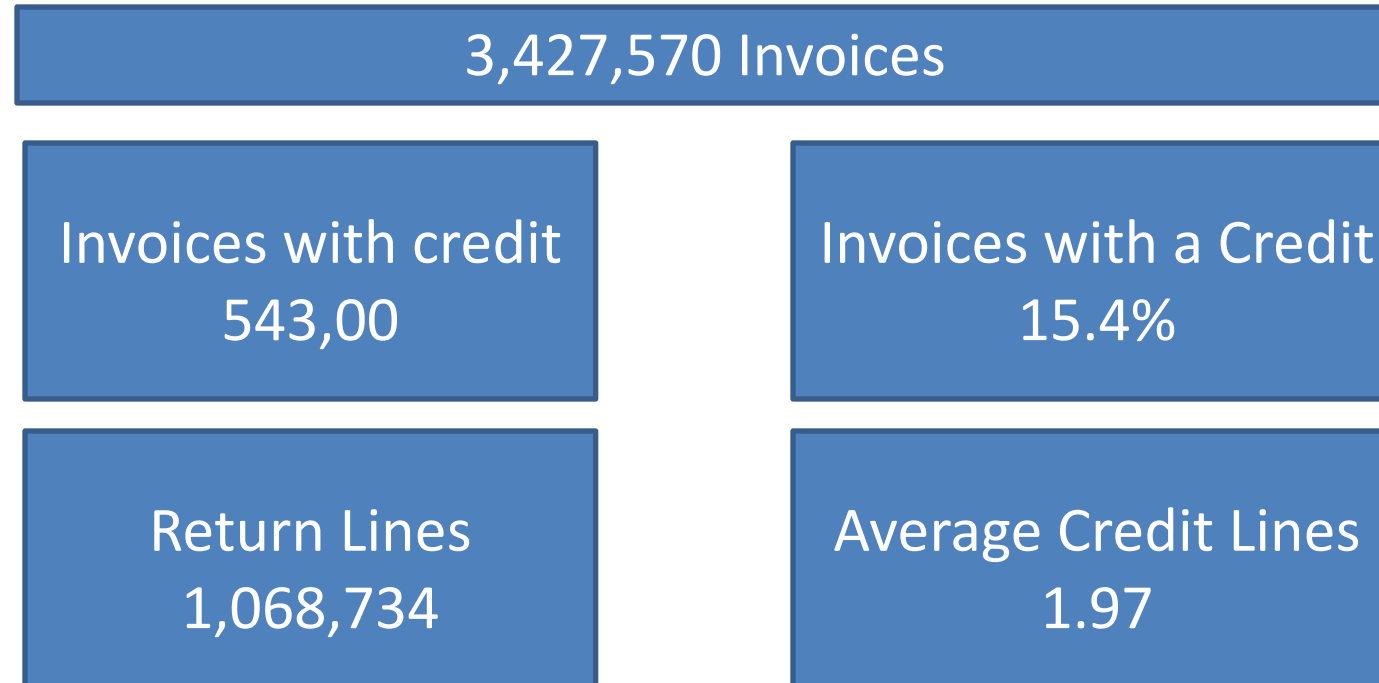 3,427,570 Invoices
Invoices with credit
543,00
Invoices with a Credit
15.4%
Return Lines
1,068,734
Average Credit Lines
1.97